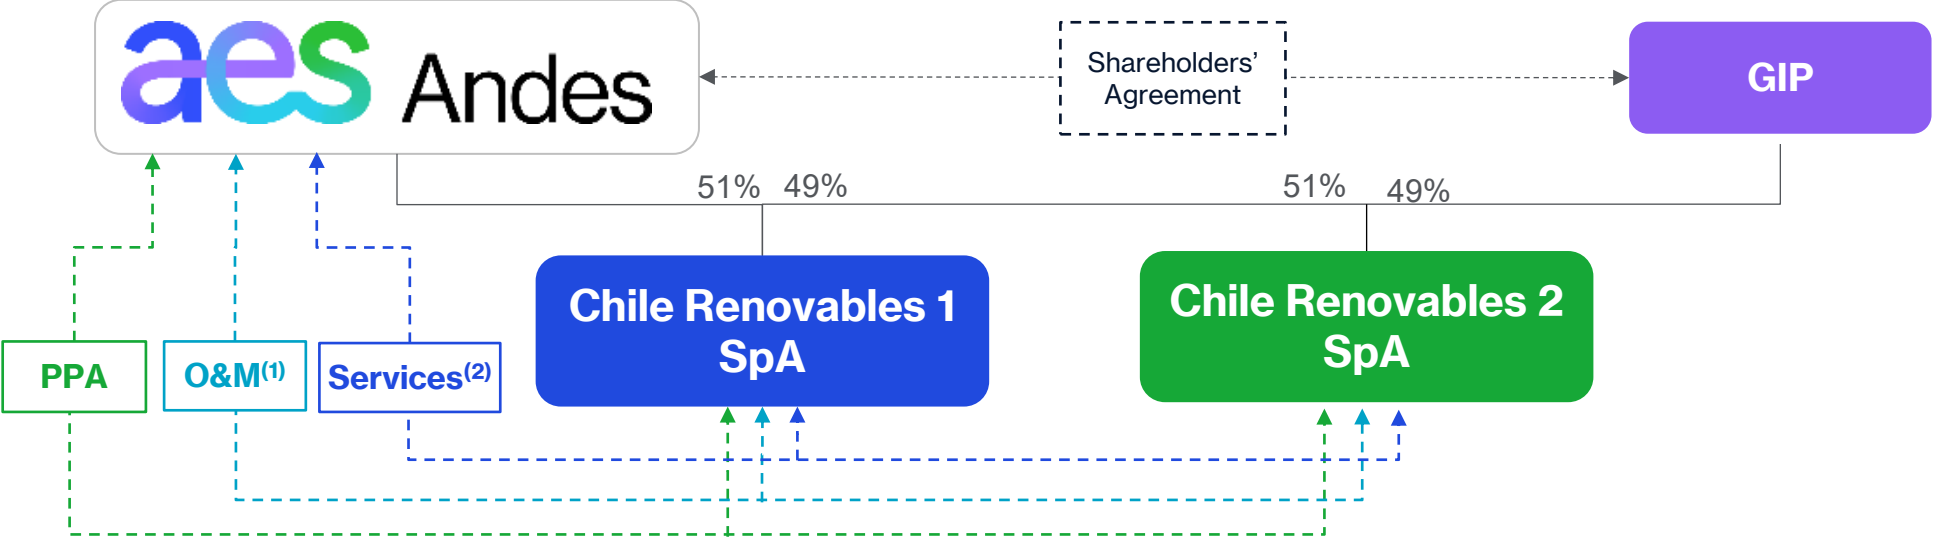 aes Andes
Shareholders’
Agreement
GIP
51% 49%
51% 49%
Chile Renovables 1
SpA
Chile Renovables 2
SpA
PPA
O&M(1)
Services(2)